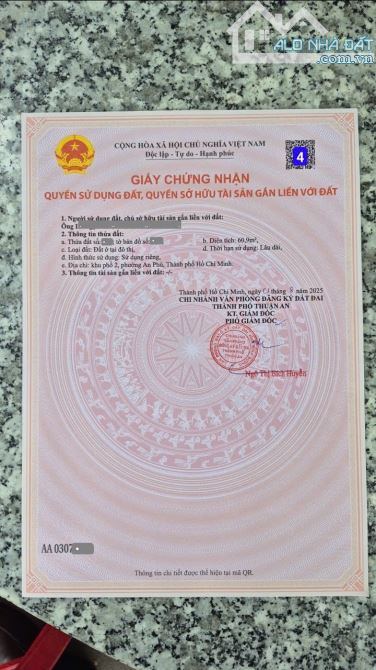 ALO NHÀ ĐẤT
.com.vn
CỘNG HÒA XÃ HỘI CHỦ NGHĨA VIỆT NAM
Độc lập - Tự do - Hạnh phúc
4
GIẤY CHỨNG NHẬN
QUYỀN SỬ DỤNG ĐẤT, QUYỀN SỞ HỮU TÀI SẢN GẮN LIỀN VỚI ĐẤT
1. Người sử dụng đất, chủ sở hữu tài sản gắn liền với đất:
Ông
2. Thông tin thửa đất:
a. Thửa đất số: tờ bản đồ số: b. Diện tích: 60,9m²,
c. Loại đất: Đất ở tại đô thị, d. Thời hạn sử dụng: Lâu dài,
đ. Hình thức sử dụng: Sử dụng riêng,
e. Địa chỉ: khu phố 2, phường An Phú, Thành phố Hồ Chí Minh.
3. Thông tin tài sản gắn liền với đất: -/-
Thành phố Hồ Chí Minh, ngày tháng 8 năm 2025
CHI NHÁNH VĂN PHÒNG ĐĂNG KÝ ĐẤT ĐAI
THÀNH PHỐ THUẬN AN
KT. GIÁM ĐỐC
PHÓ GIÁM ĐỐC
Ngô Thị Bích Huyền
AA 0307
Thông tin chi tiết được thể hiện tại mã QR.